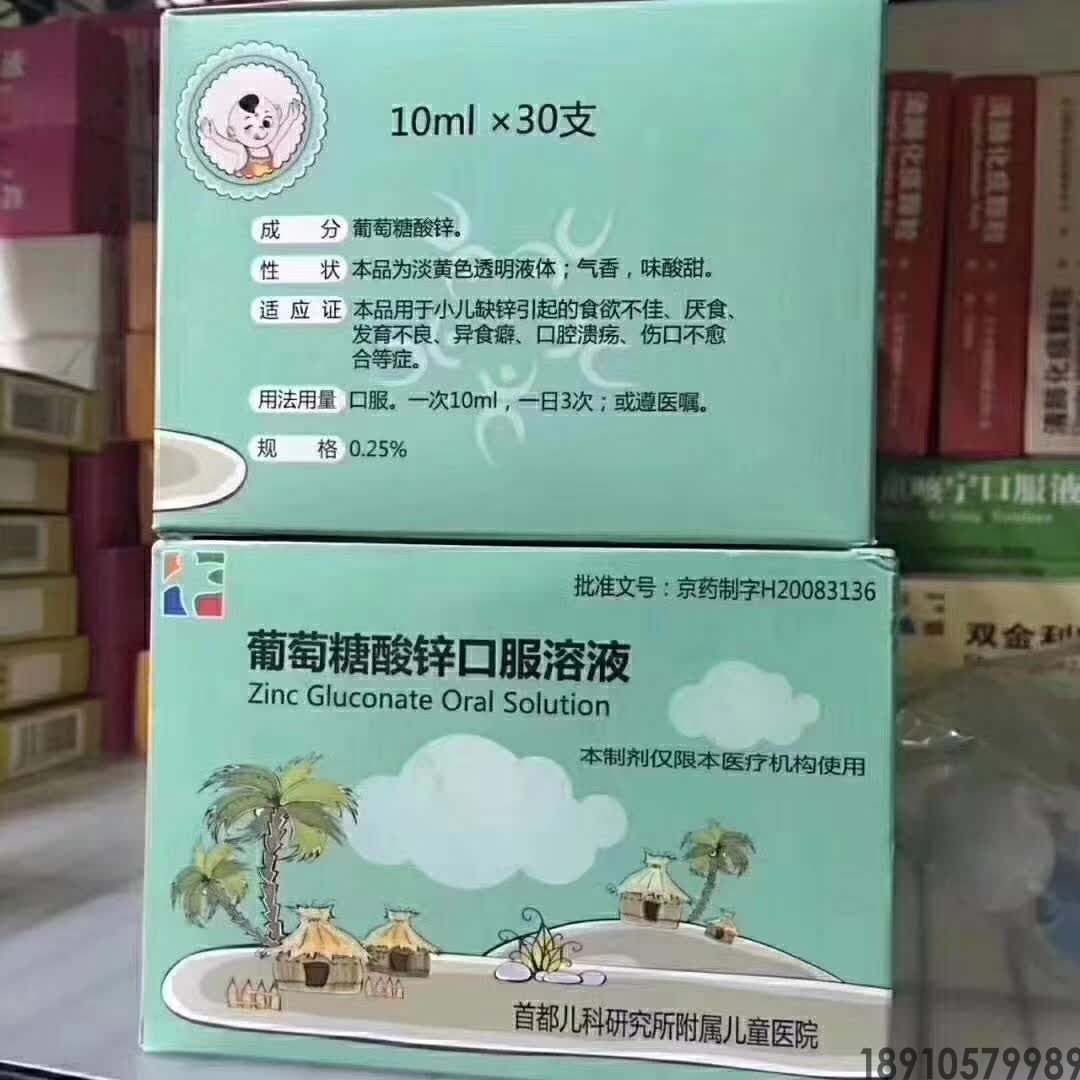 10ml ×30支
成 分 葡萄糖酸锌。
性 状 本品为淡黄色透明液体；气香，味酸甜。
适 应 证 本品用于小儿缺锌引起的食欲不佳、厌食、
发育不良、异食癖、口腔溃疡、伤口不愈
合等症。
用法用量 口服。一次10ml，一日3次；或遵医嘱。
规 格 0.25%
批准文号：京药制字H20083136
葡萄糖酸锌口服溶液
Zinc Gluconate Oral Solution
本制剂仅限本医疗机构使用
首都儿科研究所附属儿童医院
口服液
双金
18910579989